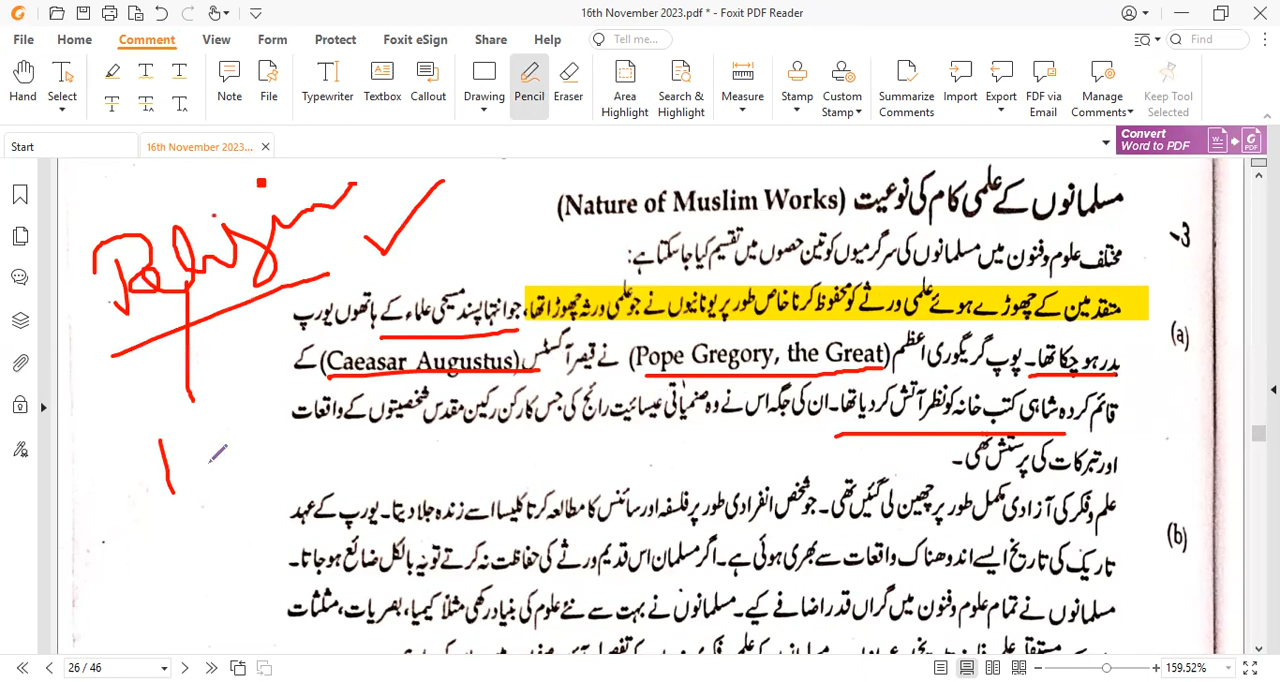 16th November 2023.pdf * - Foxit PDF Reader
File Home Comment View Form Protect Foxit eSign Share Help Tell me... Find
Hand Select Note File Typewriter Textbox Callout Drawing Pencil Eraser Area Highlight Search & Highlight Measure Stamp Custom Stamp Summarize Comments Import Export FDF via Email Manage Comments Keep Tool Selected
Start 16th November 2023... Convert Word to PDF
3- مسلمانوں کے علمی کام کی نوعیت (Nature of Muslim Works)
مختلف علوم و فنون میں مسلمانوں کی سرگرمیوں کو تین حصوں میں تقسیم کیا جا سکتا ہے:
(a) متقدمین کے چھوڑے ہوئے علمی ورثے کو محفوظ کرنا خاص طور پر یونانیوں نے جو علمی ورثہ چھوڑا تھا، جو انتہا پسند مسیحی علماء کے ہاتھوں یورپ
بدر ہو چکا تھا۔ پوپ گریگوری اعظم (Pope Gregory, the Great) نے قیصر آگسٹس (Caeasar Augustus) کے
قائم کردہ شاہی کتب خانہ کو نظر آتش کر دیا تھا۔ ان کی جگہ اس نے وہ صنمیاتی عیسائیت رائج کی جس کا رکن رکین مقدس شخصیتوں کے واقعات
اور تبرکات کی پرستش تھی۔
(b) علم و فکر کی آزادی مکمل طور پر چھین لی گئیں تھی۔ جو شخص انفرادی طور پر فلسفہ اور سائنس کا مطالعہ کرتا کلیسا اسے زندہ جلا دیتا۔ یورپ کے عہد
تاریک کی تاریخ ایسے اندوھناک واقعات سے بھری ہوئی ہے۔ اگر مسلمان اس قدیم ورثے کی حفاظت نہ کرتے تو یہ بالکل ضائع ہو جاتا۔
مسلمانوں نے تمام علوم و فنون میں گراں قدر اضافے کیے۔ مسلمانوں نے بہت سے نئے علوم کی بنیاد رکھی مثلاً کیمیا، بصریات، مثلثات
26 / 46 159.52%